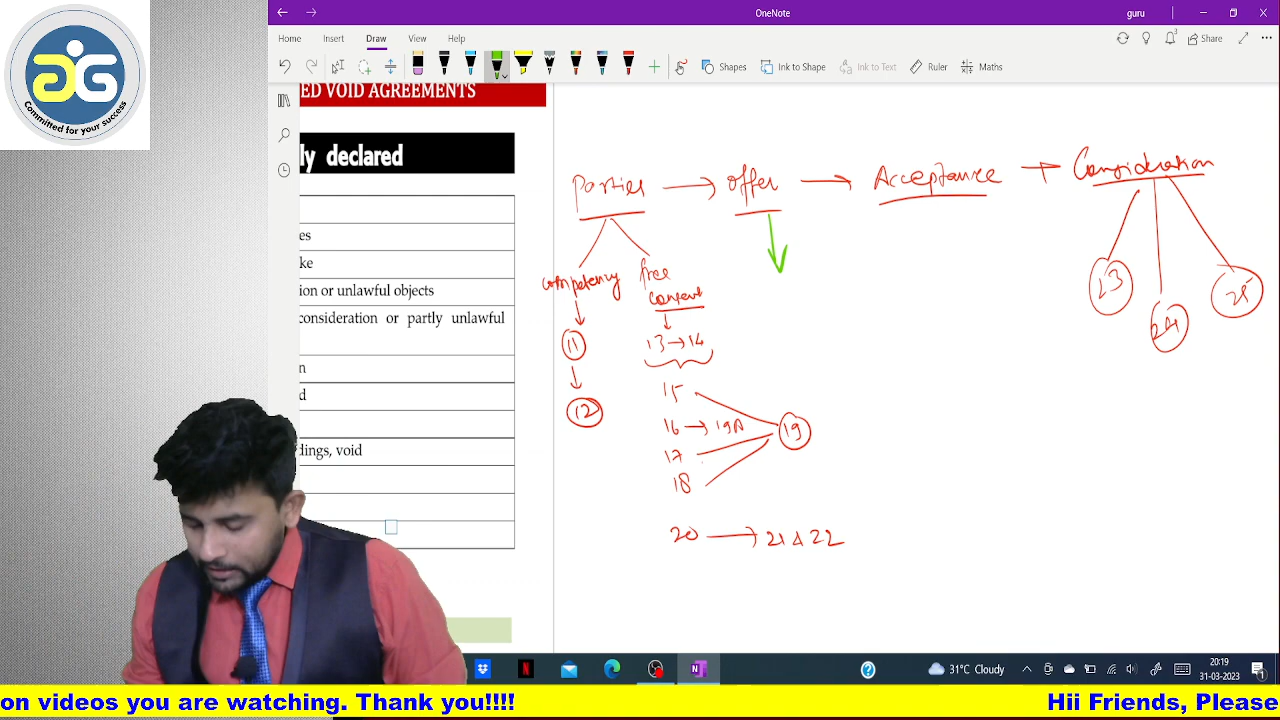 OneNote
guru
Home Insert Draw View Help
Share
Shapes
Ink to Shape
Ink to Text
Ruler
Maths
GG
Committed for your success
ED VOID AGREEMENTS
ly declared
es
ke
ion or unlawful objects
consideration or partly unlawful
n
d
dings, void
Parties → Offer → Acceptance → Consideration
competency
free
consent
11
12
13 → 14
15
16 → 19A
17
18
19
20 → 21 & 22
23
24
25
31°C Cloudy
20:19
31-03-2023
on videos you are watching. Thank you!!!!
Hii Friends, Please